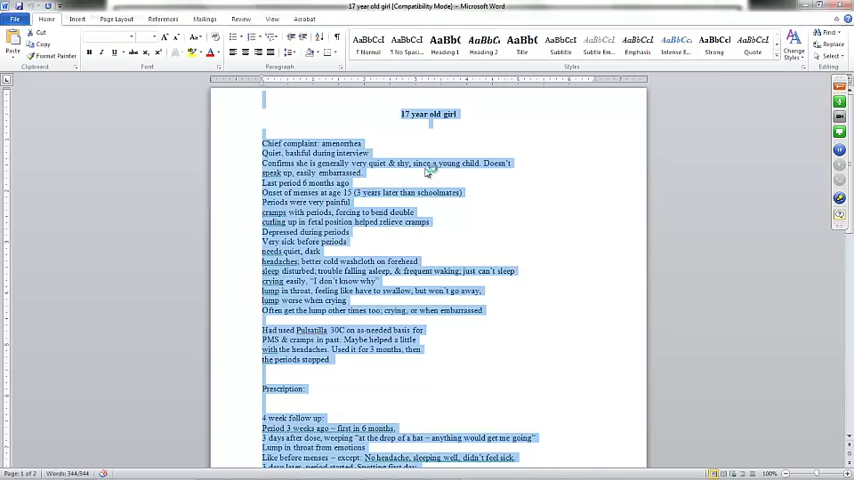 17 year old girl [Compatibility Mode] - Microsoft Word
File Home Insert Page Layout References Mailings Review View Acrobat
Paste
Format Painter
Clipboard Font Paragraph Styles Editing
AaBbCcI AaBbCcI AaBbC AaBbCc AaBl AaBbCc. AaBbCcL AaBbCcL AaBbCcI AaBbCcI AaBbCcL
¶ Normal ¶ No Spaci... Heading 1 Heading 2 Title Subtitle Subtle Em... Emphasis Intense E... Strong Quote
Change Styles
Find
Replace
Select
17 year old girl
Chief complaint: amenorrhea
Quiet, bashful during interview
Confirms she is generally very quiet & shy, since a young child. Doesn't
speak up, easily embarrassed.
Last period 6 months ago
Onset of menses at age 15 (3 years later than schoolmates)
Periods were very painful
cramps with periods, forcing to bend double
curling up in fetal position helped relieve cramps
Depressed during periods
Very sick before periods
needs quiet, dark
headaches; better cold washcloth on forehead
sleep disturbed; trouble falling asleep, & frequent waking; just can't sleep
crying easily, "I don't know why"
lump in throat, feeling like have to swallow, but won't go away,
lump worse when crying
Often get the lump other times too; crying, or when embarrassed
Had used Pulsatilla 30C on as-needed basis for
PMS & cramps in past. Maybe helped a little
with the headaches. Used it for 3 months, then
the periods stopped.
Prescription:
4 week follow up:
Period 3 weeks ago – first in 6 months.
3 days after dose, weeping "at the drop of a hat – anything would get me going"
Lump in throat from emotions
Like before menses – except: No headache, sleeping well, didn't feel sick.
3 days later, period started. Spotting first day
Page: 1 of 2 Words: 344/344 100%